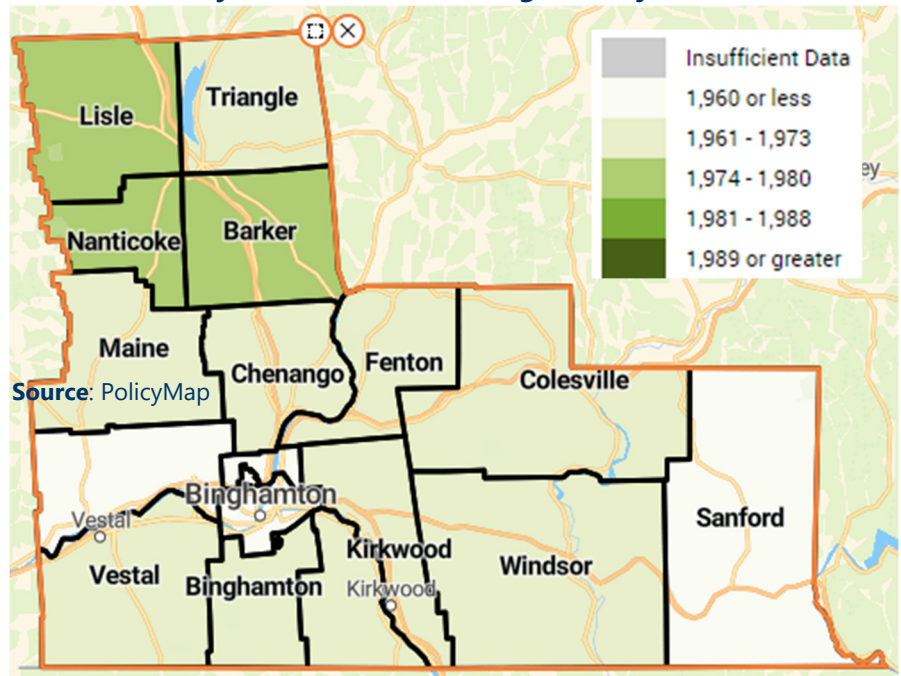 Insufficient Data
1,960 or less
1,961 - 1,973
1,974 - 1,980
1,981 - 1,988
1,989 or greater
Lisle
Triangle
Nanticoke
Barker
Maine
Chenango
Fenton
Colesville
Source: PolicyMap
Binghamton
Vestal
Sanford
Vestal
Binghamton
Kirkwood
Kirkwood
Windsor